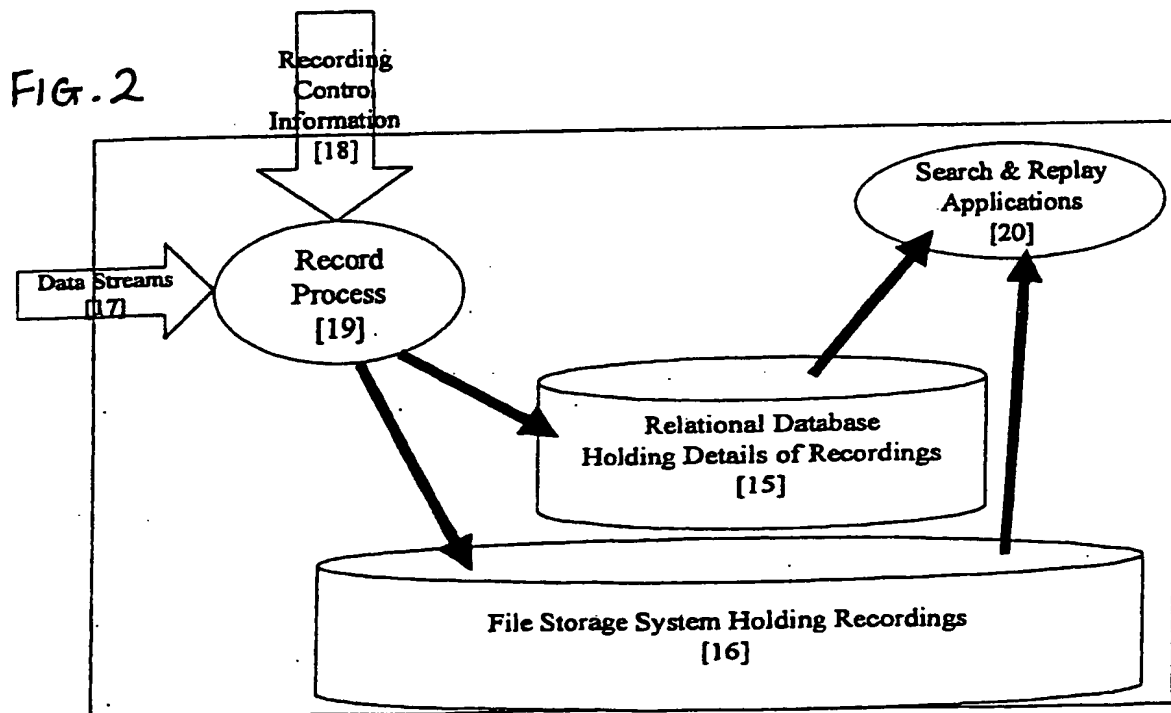 FIG. 2
Recording
Control
Information
[18]
Search & Replay
Applications
[20]
Data Streams
[17]
Record
Process
[19]
Relational Database
Holding Details of Recordings
[15]
File Storage System Holding Recordings
[16]